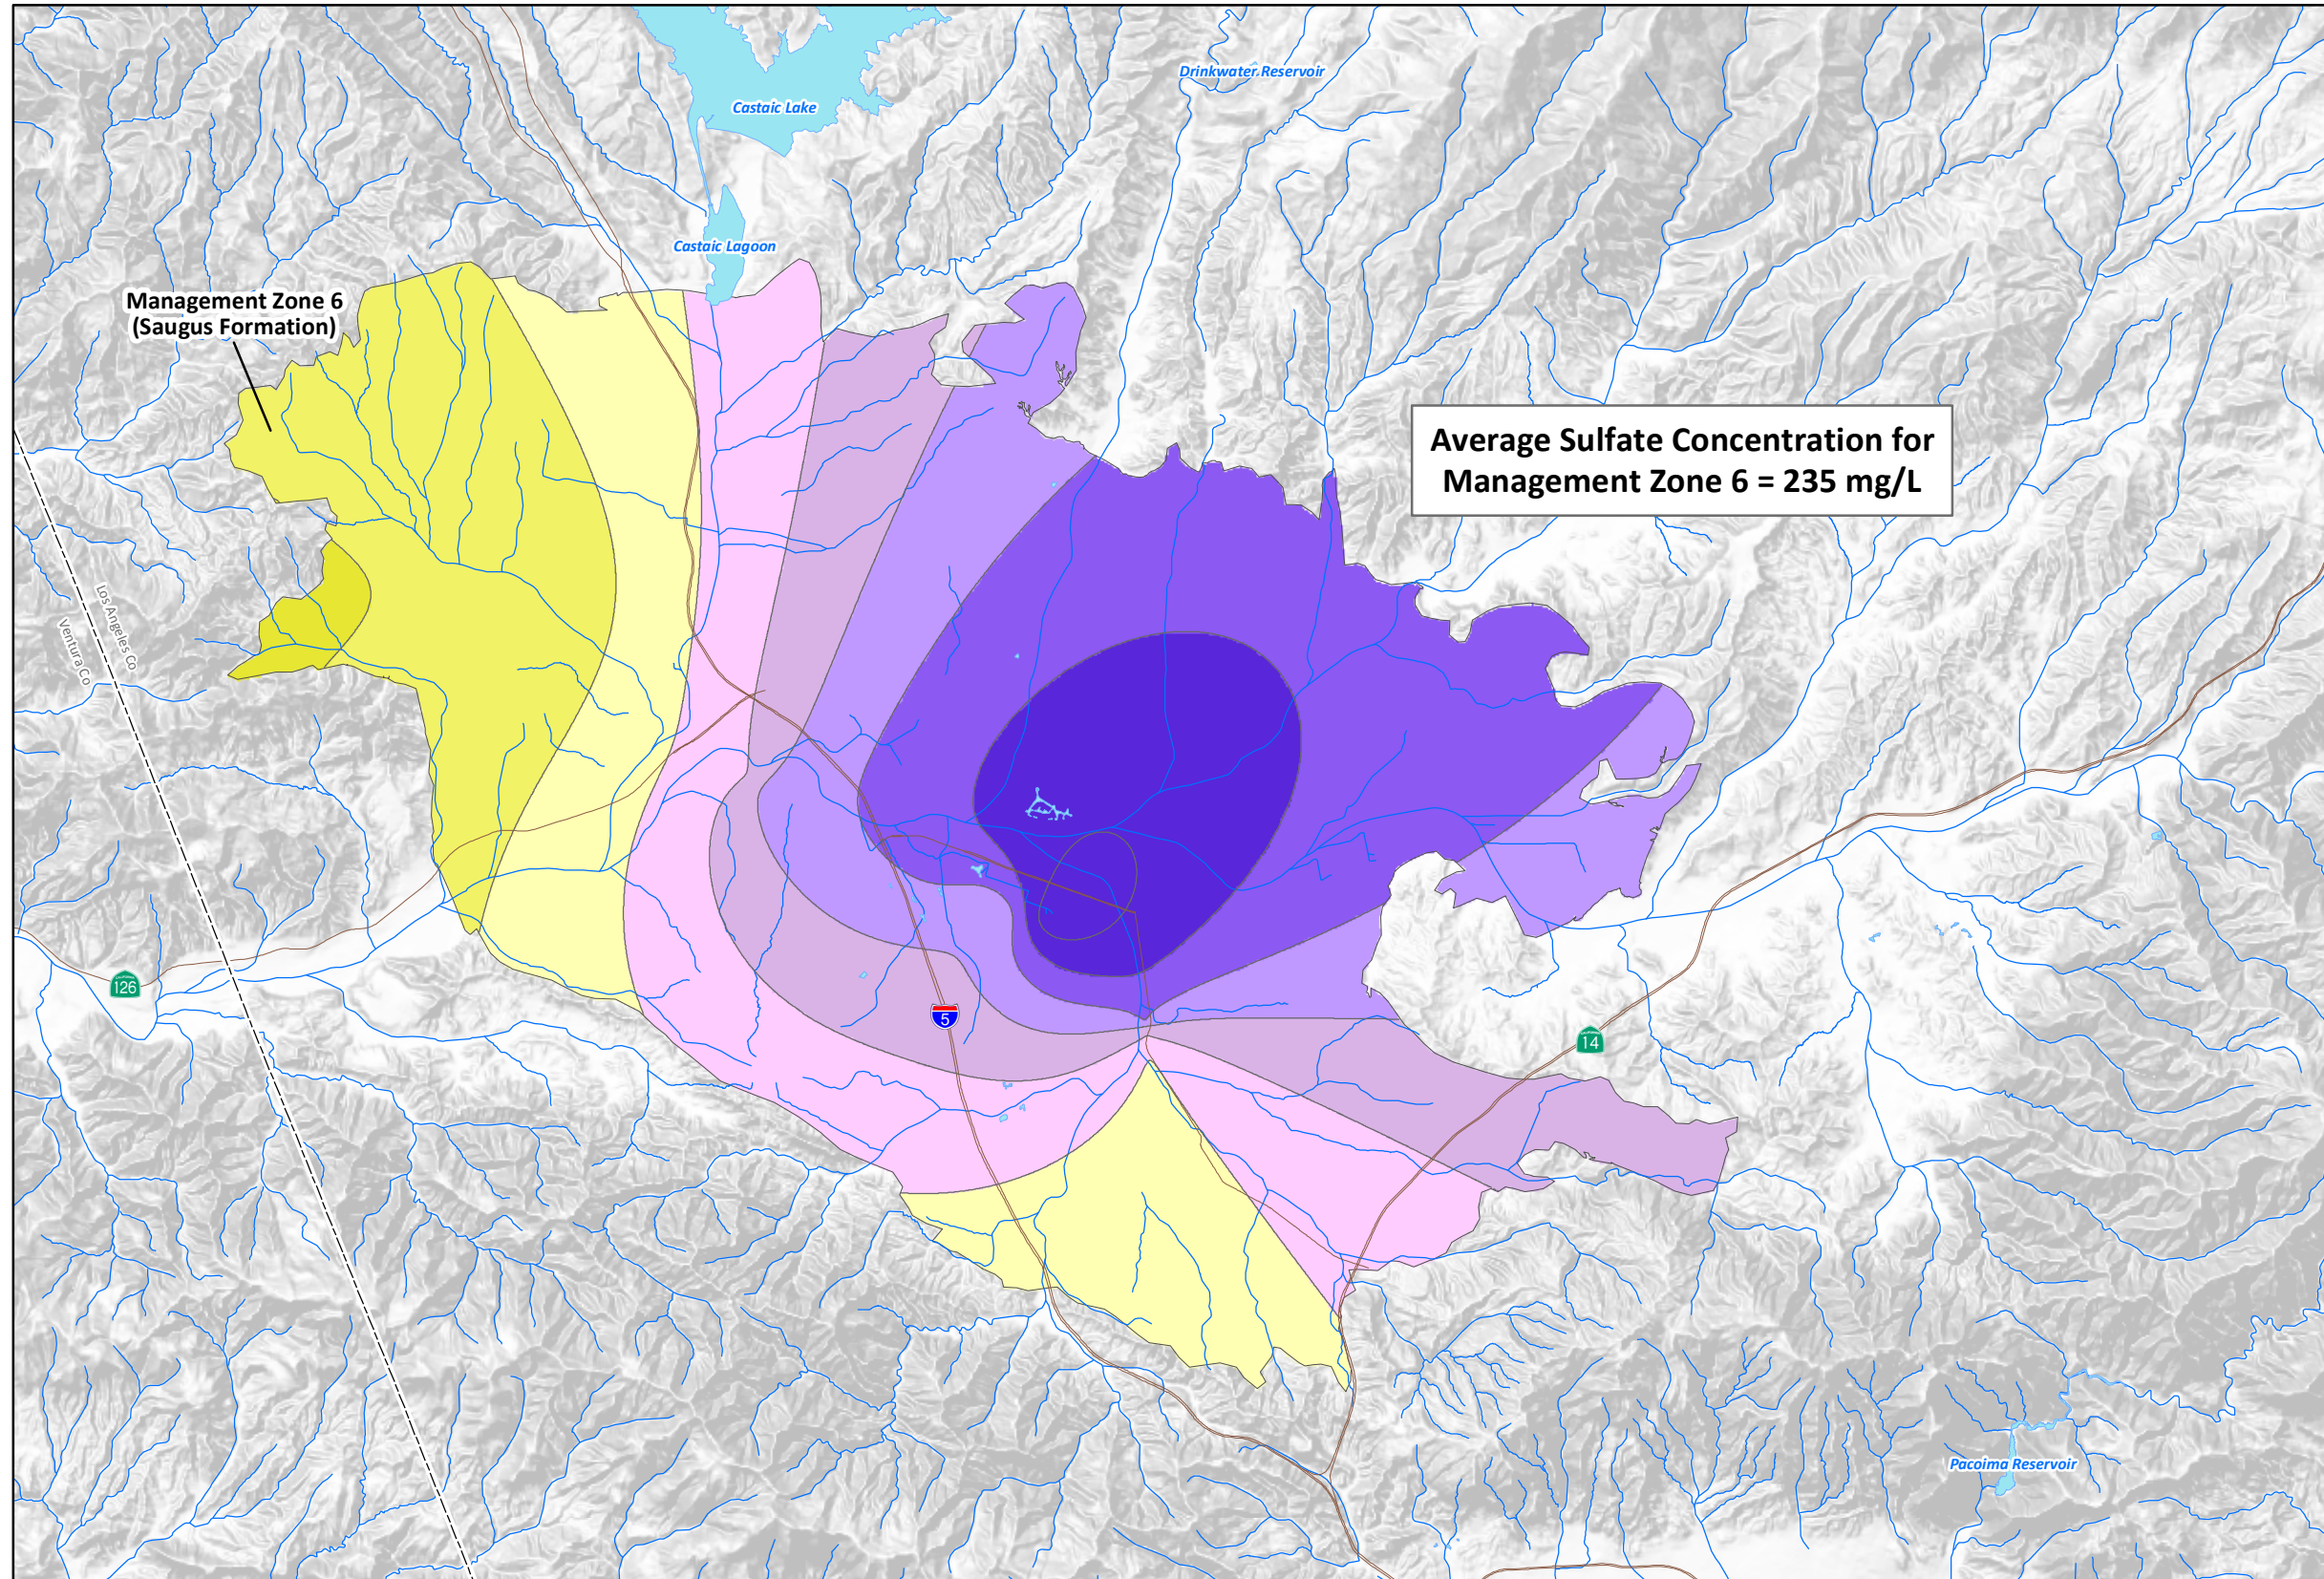 Drinkwater Reservoir
Castaic Lake
Castaic Lagoon
Management Zone 6
(Saugus Formation)
Average Sulfate Concentration for
Management Zone 6 = 235 mg/L
Los Angeles Co
Ventura Co
126
5
14
Pacoima Reservoir